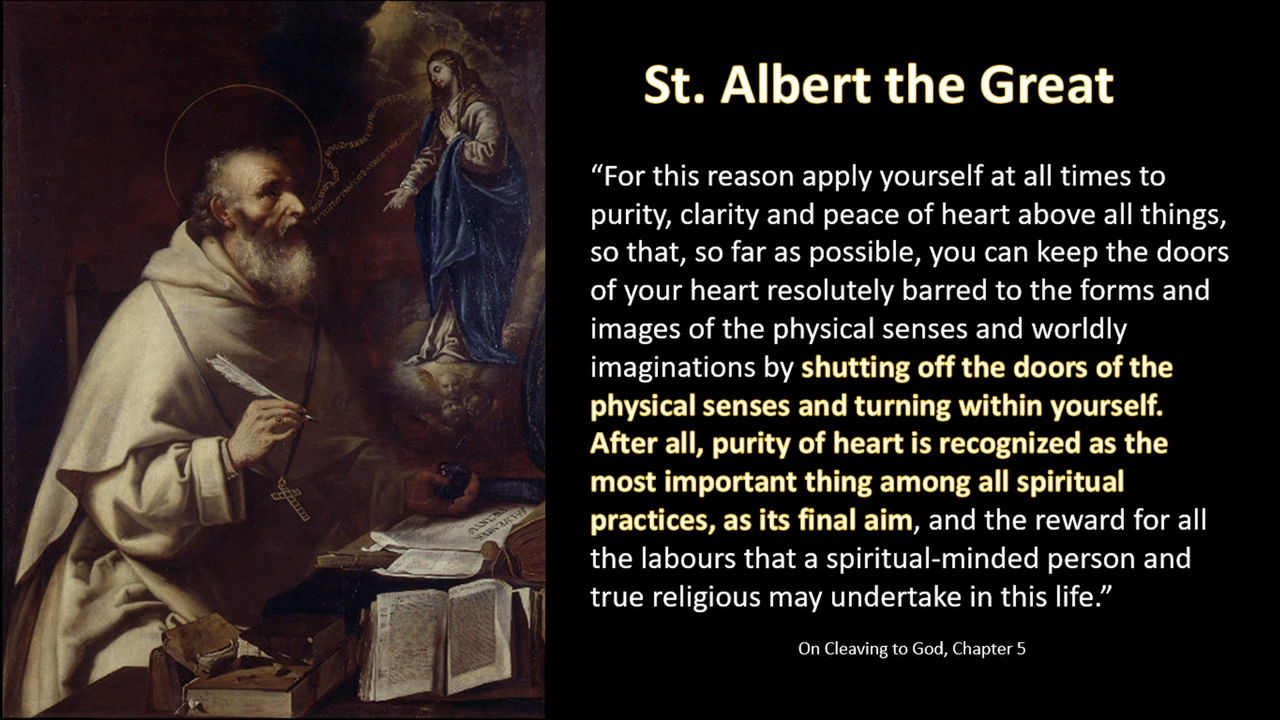 St. Albert the Great
“For this reason apply yourself at all times to
purity, clarity and peace of heart above all things,
so that, so far as possible, you can keep the doors
of your heart resolutely barred to the forms and
images of the physical senses and worldly
imaginations by shutting off the doors of the
physical senses and turning within yourself.
After all, purity of heart is recognized as the
most important thing among all spiritual
practices, as its final aim, and the reward for all
the labours that a spiritual-minded person and
true religious may undertake in this life.”
On Cleaving to God, Chapter 5